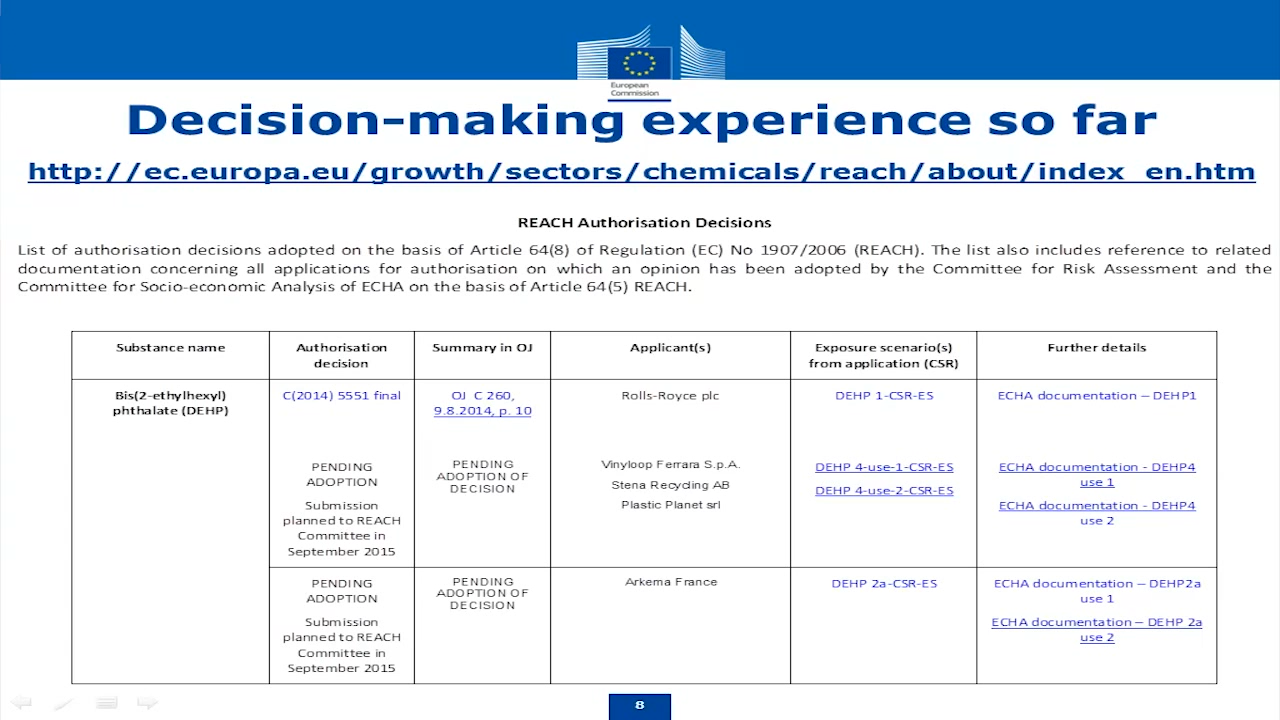 European
Commission
Decision-making experience so far
http://ec.europa.eu/growth/sectors/chemicals/reach/about/index_en.htm
REACH Authorisation Decisions
List of authorisation decisions adopted on the basis of Article 64(8) of Regulation (EC) No 1907/2006 (REACH). The list also includes reference to related
documentation concerning all applications for authorisation on which an opinion has been adopted by the Committee for Risk Assessment and the
Committee for Socio-economic Analysis of ECHA on the basis of Article 64(5) REACH.
Substance name
Authorisation
decision
Summary in OJ
Applicant(s)
Exposure scenario(s)
from application (CSR)
Further details
Bis(2-ethylhexyl)
phthalate (DEHP)
C(2014) 5551 final
OJ C 260,
9.8.2014, p. 10
Rolls-Royce plc
DEHP 1-CSR-ES
ECHA documentation – DEHP1
PENDING
ADOPTION
Submission
planned to REACH
Committee in
September 2015
PENDING
ADOPTION OF
DECISION
Vinyloop Ferrara S.p.A.
Stena Recycling AB
Plastic Planet srl
DEHP 4-use-1-CSR-ES
DEHP 4-use-2-CSR-ES
ECHA documentation - DEHP4
use 1
ECHA documentation - DEHP4
use 2
PENDING
ADOPTION
Submission
planned to REACH
Committee in
September 2015
PENDING
ADOPTION OF
DECISION
Arkema France
DEHP 2a-CSR-ES
ECHA documentation – DEHP2a
use 1
ECHA documentation – DEHP 2a
use 2
8